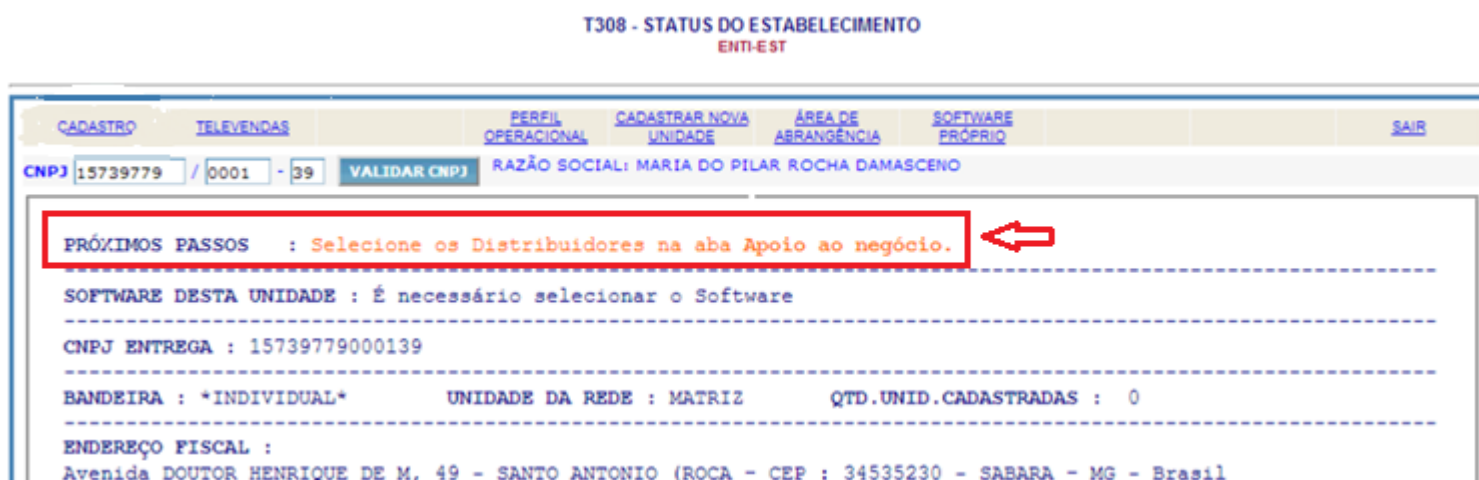 T308 - STATUS DO ESTABELECIMENTO
ENTI-EST
CADASTRO TELEVENDAS PERFIL OPERACIONAL CADASTRAR NOVA UNIDADE ÁREA DE ABRANGÊNCIA SOFTWARE PRÓPRIO SAIR
CNPJ 15739779 / 0001 - 39 VALIDAR CNPJ RAZÃO SOCIAL: MARIA DO PILAR ROCHA DAMASCENO
PRÓXIMOS PASSOS : Selecione os Distribuidores na aba Apoio ao negócio.
SOFTWARE DESTA UNIDADE : É necessário selecionar o Software
CNPJ ENTREGA : 15739779000139
BANDEIRA : *INDIVIDUAL* UNIDADE DA REDE : MATRIZ QTD.UNID.CADASTRADAS : 0
ENDEREÇO FISCAL :
Avenida DOUTOR HENRIQUE DE M, 49 - SANTO ANTONIO (ROCA - CEP : 34535230 - SABARA - MG - Brasil